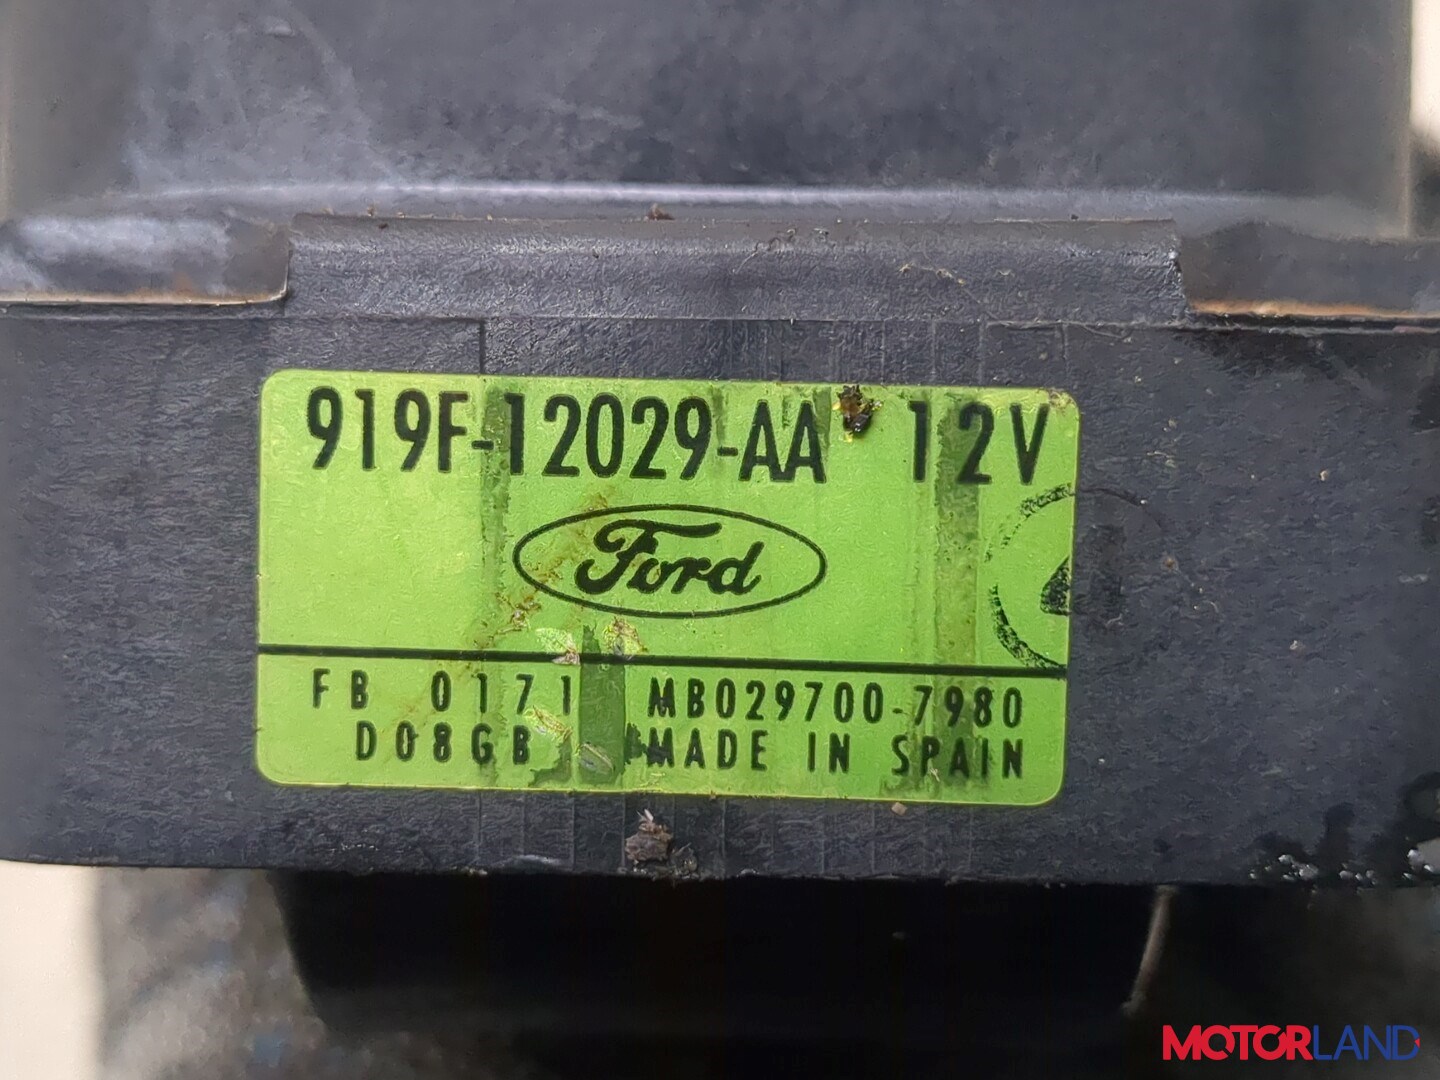 919F-12029-AA 12V
Ford
FB 0171 MB029700-7980
D08GB MADE IN SPAIN
MOTORLAND